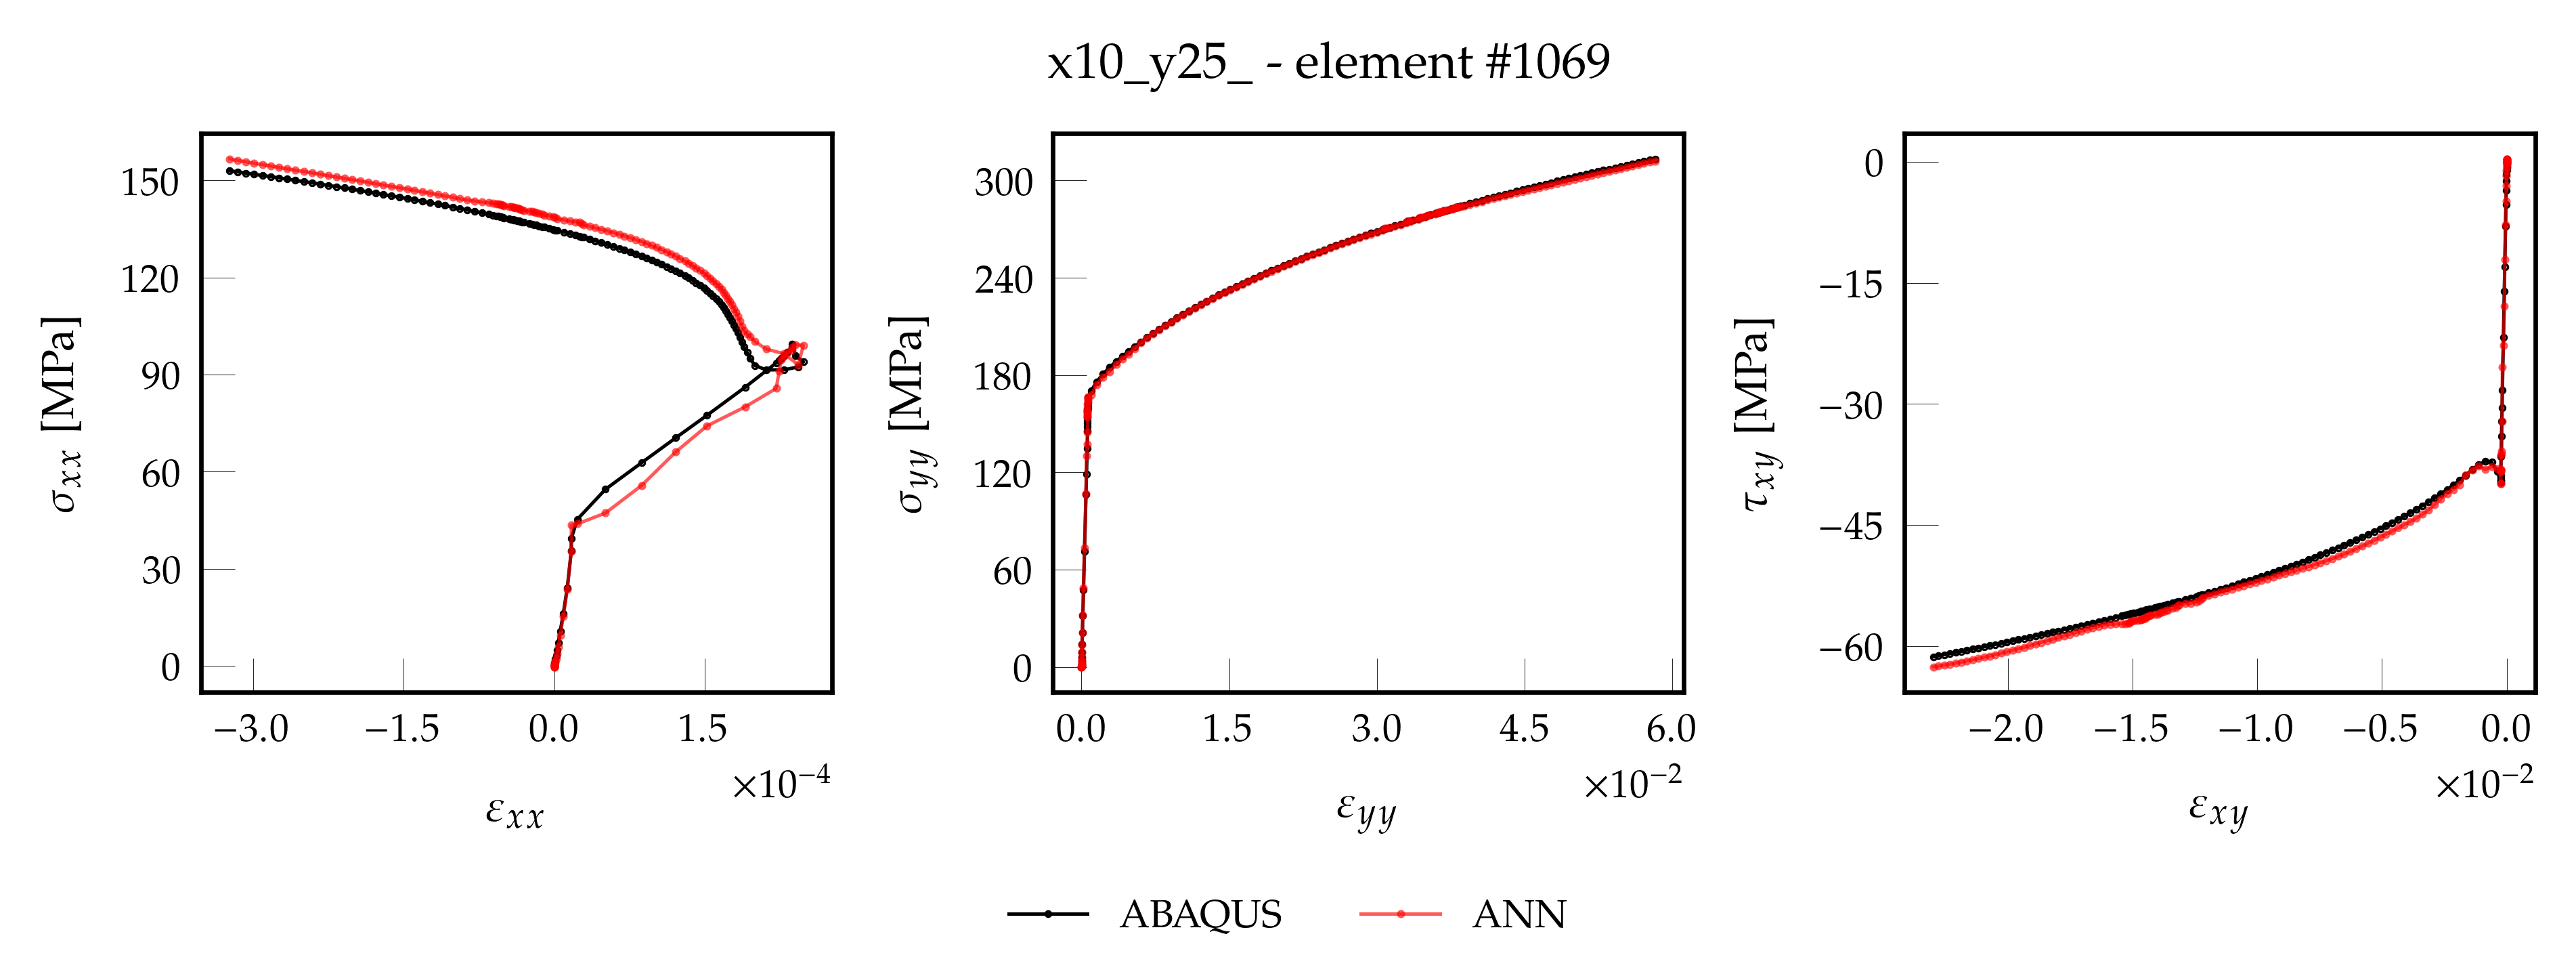 x10_y25_ - element #1069
σxx [MPa]
150
120
90
60
30
0
−3.0 −1.5 0.0 1.5
×10−4
εxx
σyy [MPa]
300
240
180
120
60
0
0.0 1.5 3.0 4.5 6.0
×10−2
εyy
τxy [MPa]
0
−15
−30
−45
−60
−2.0 −1.5 −1.0 −0.5 0.0
×10−2
εxy
ABAQUS ANN